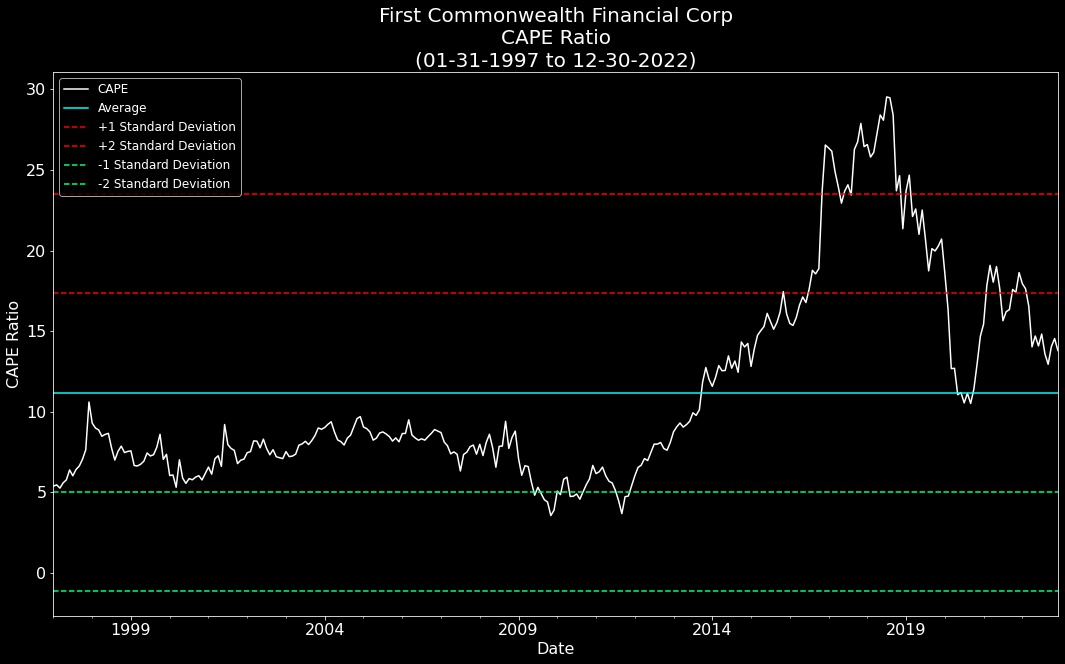 First Commonwealth Financial Corp
CAPE Ratio
(01-31-1997 to 12-30-2022)
CAPE
Average
+1 Standard Deviation
+2 Standard Deviation
-1 Standard Deviation
-2 Standard Deviation
CAPE Ratio
30
25
20
15
10
5
0
1999 2004 2009 2014 2019
Date